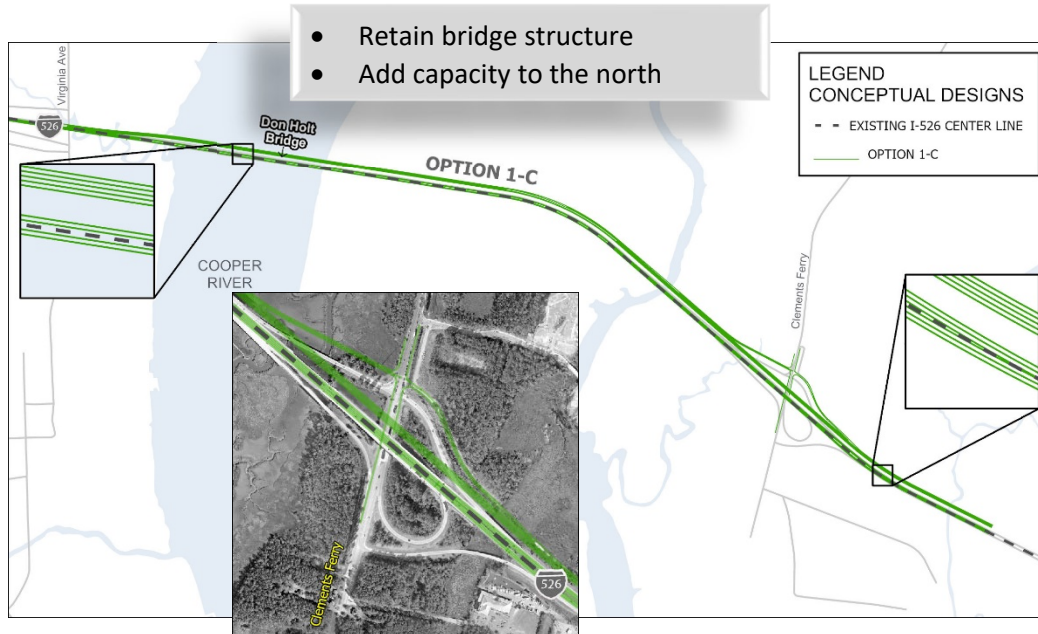 • Retain bridge structure
• Add capacity to the north
LEGEND
CONCEPTUAL DESIGNS
EXISTING I-526 CENTER LINE
OPTION 1-C
Virginia Ave
526
Don Holt
Bridge
OPTION 1-C
COOPER
RIVER
Clements Ferry
Clements Ferry
526